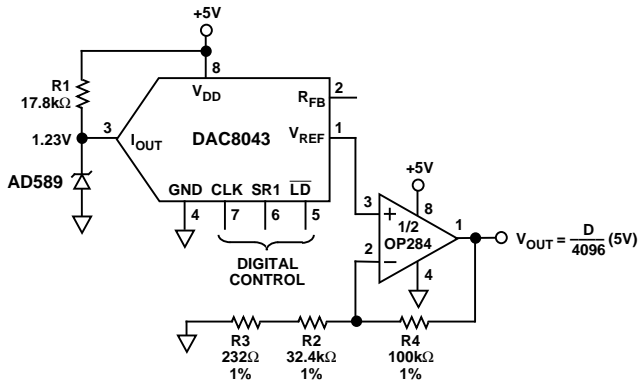 +5V
R1
17.8kΩ
1.23V
AD589
3
IOUT
8
VDD
DAC8043
RFB
2
VREF
1
GND CLK SR1 LD
4 7 6 5
DIGITAL
CONTROL
+5V
3
+
8
1/2
OP284
1
2
–
4
VOUT = D/4096 (5V)
R3
232Ω
1%
R2
32.4kΩ
1%
R4
100kΩ
1%